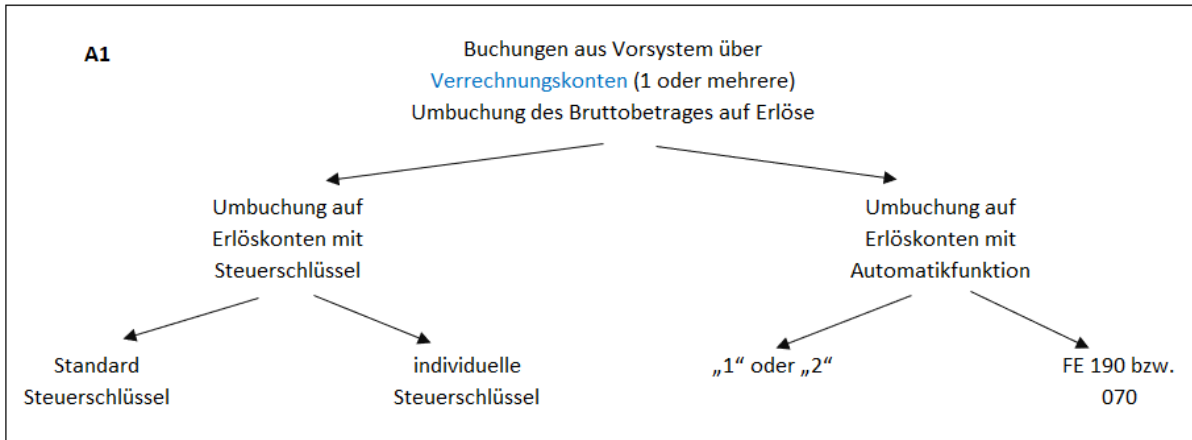 A1
Buchungen aus Vorsystem über
Verrechnungskonten (1 oder mehrere)
Umbuchung des Bruttobetrages auf Erlöse
Umbuchung auf
Erlöskonten mit
Steuerschlüssel
Umbuchung auf
Erlöskonten mit
Automatikfunktion
Standard
Steuerschlüssel
individuelle
Steuerschlüssel
„1“ oder „2“
FE 190 bzw.
070